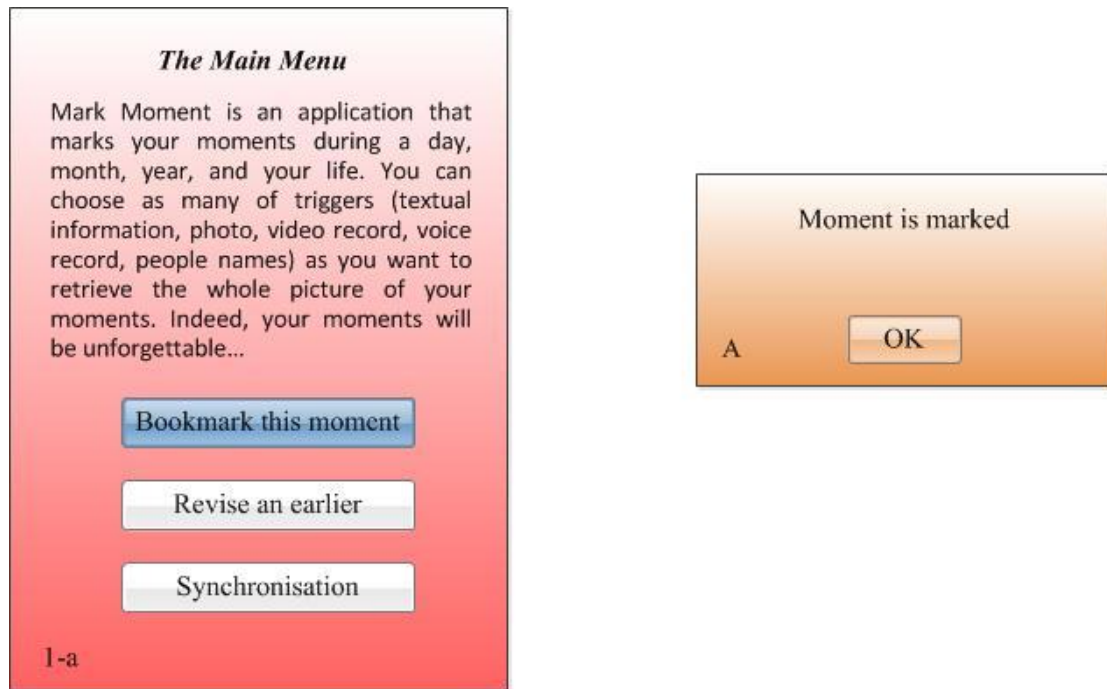 The Main Menu
Mark Moment is an application that
marks your moments during a day,
month, year, and your life. You can
choose as many of triggers (textual
information, photo, video record, voice
record, people names) as you want to
retrieve the whole picture of your
moments. Indeed, your moments will
be unforgettable...
Bookmark this moment
Revise an earlier
Synchronisation
1-a
Moment is marked
OK
A